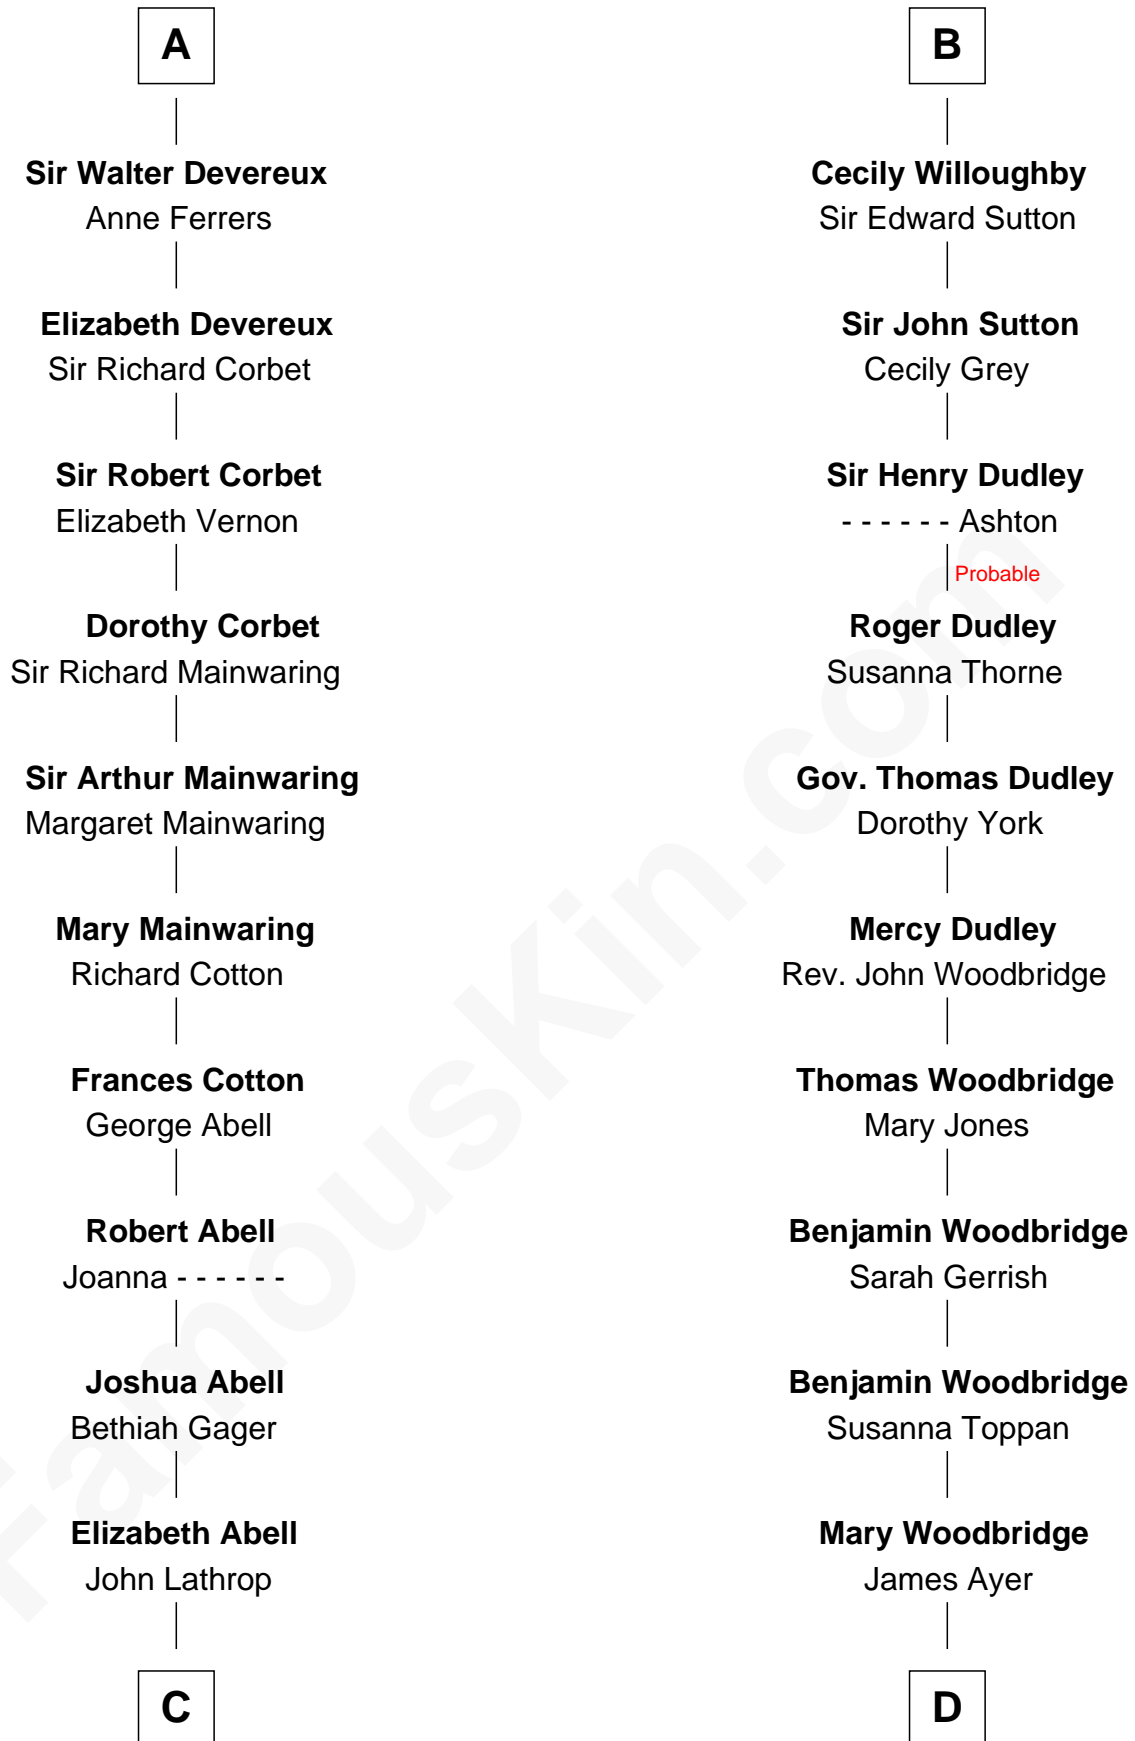 A
Sir Walter Devereux
Anne Ferrers
Elizabeth Devereux
Sir Richard Corbet
Sir Robert Corbet
Elizabeth Vernon
Dorothy Corbet
Sir Richard Mainwaring
Sir Arthur Mainwaring
Margaret Mainwaring
Mary Mainwaring
Richard Cotton
Frances Cotton
George Abell
Robert Abell
Joanna - - - - - -
Joshua Abell
Bethiah Gager
Elizabeth Abell
John Lathrop
C
B
Cecily Willoughby
Sir Edward Sutton
Sir John Sutton
Cecily Grey
Sir Henry Dudley
- - - - - - Ashton
Probable
Roger Dudley
Susanna Thorne
Gov. Thomas Dudley
Dorothy York
Mercy Dudley
Rev. John Woodbridge
Thomas Woodbridge
Mary Jones
Benjamin Woodbridge
Sarah Gerrish
Benjamin Woodbridge
Susanna Toppan
Mary Woodbridge
James Ayer
D
FamousKin.com